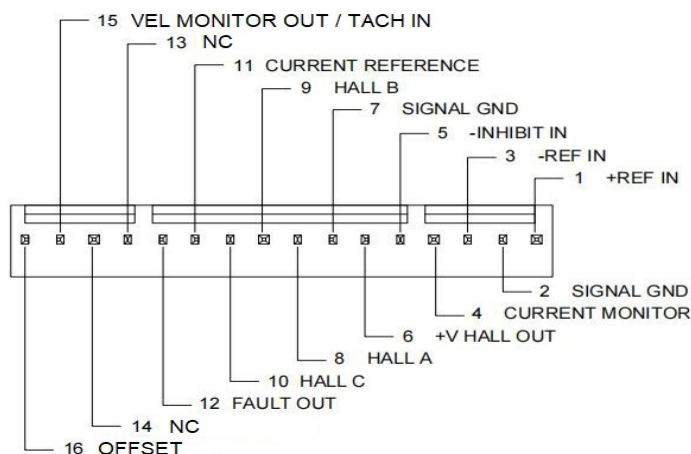 15 VEL MONITOR OUT / TACH IN
13 NC
11 CURRENT REFERENCE
9 HALL B
7 SIGNAL GND
5 -INHIBIT IN
3 -REF IN
1 +REF IN
2 SIGNAL GND
4 CURRENT MONITOR
6 +V HALL OUT
8 HALL A
10 HALL C
12 FAULT OUT
14 NC
16 OFFSET